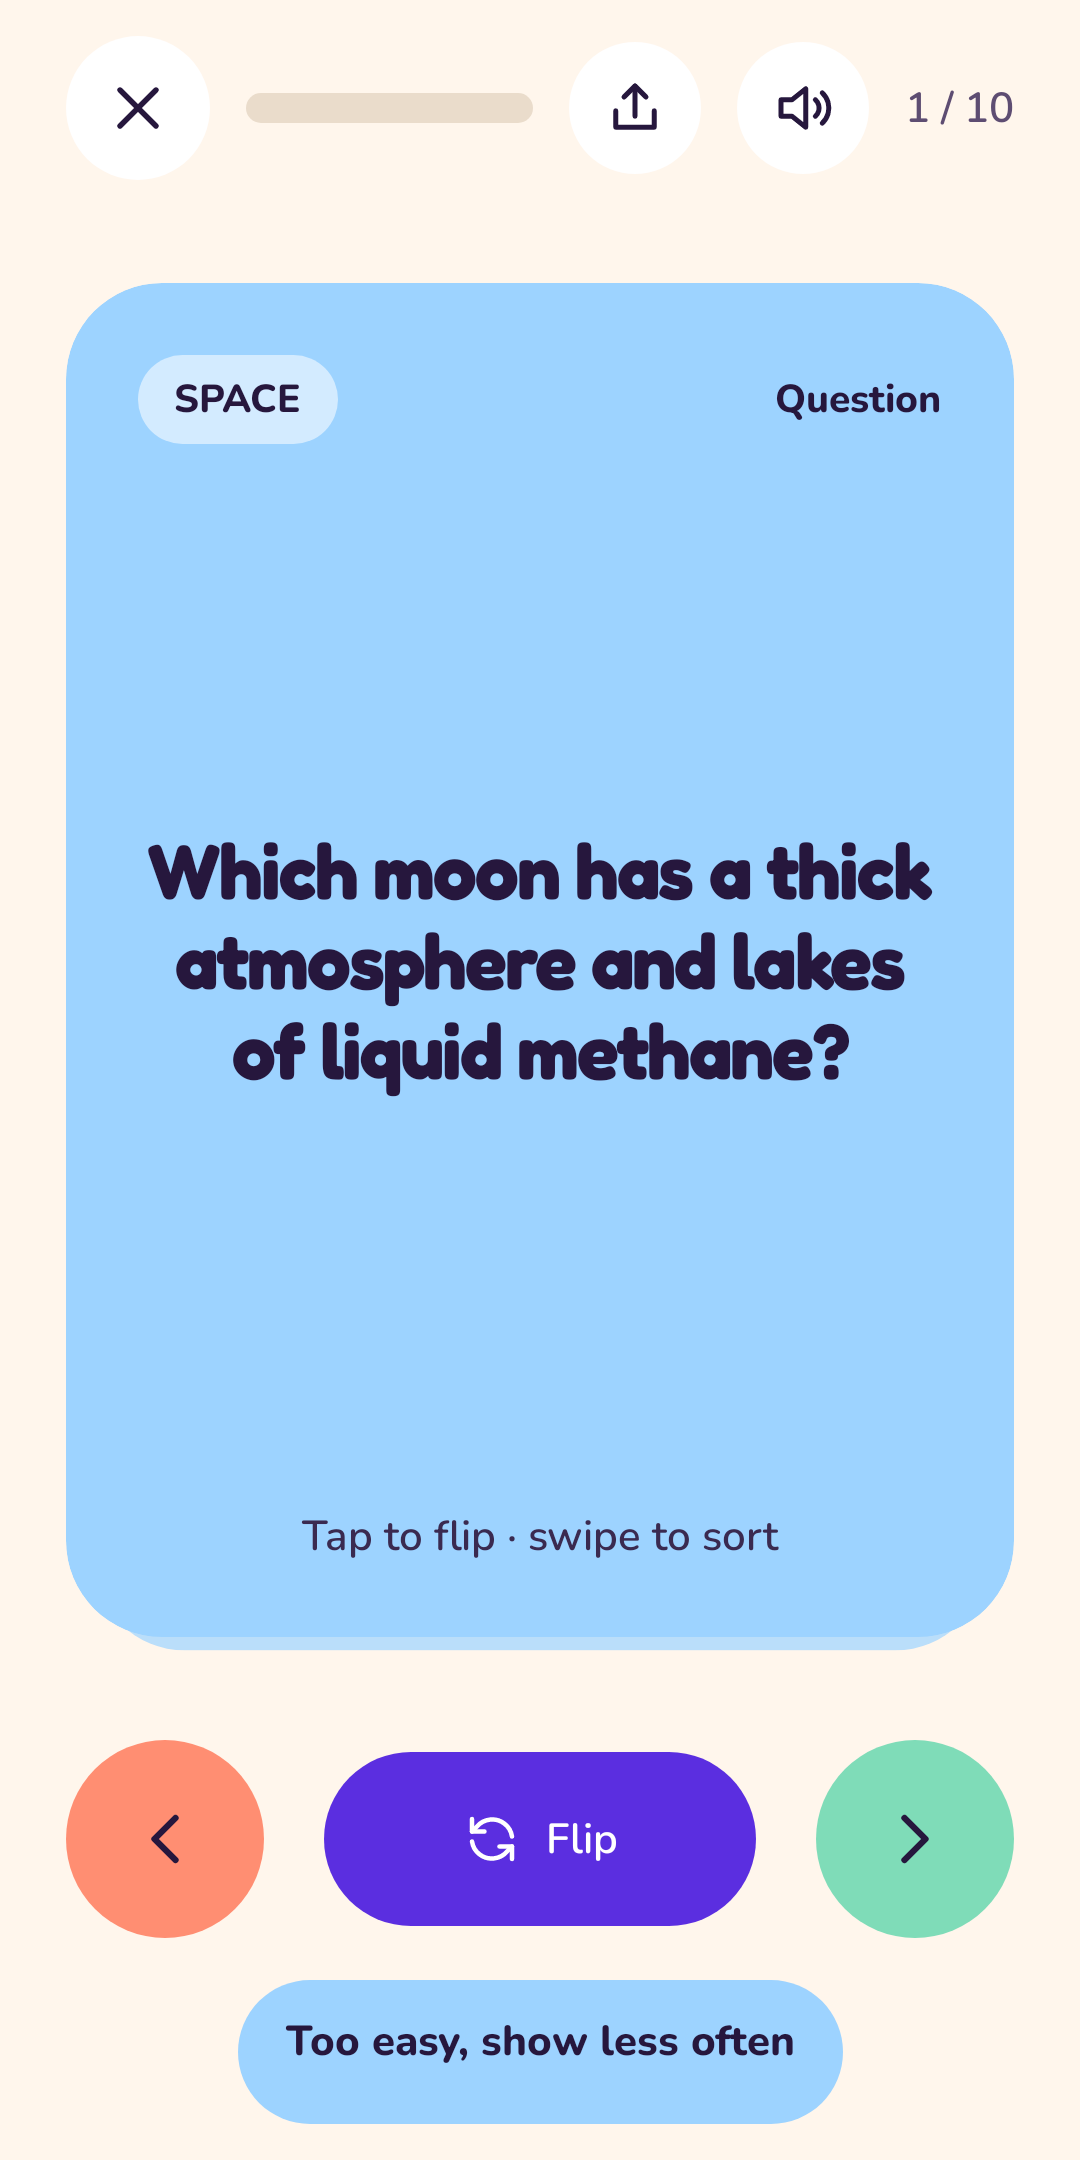 1 / 10
SPACE
Question
Which moon has a thick
atmosphere and lakes
of liquid methane?
Tap to flip · swipe to sort
Flip
Too easy, show less often